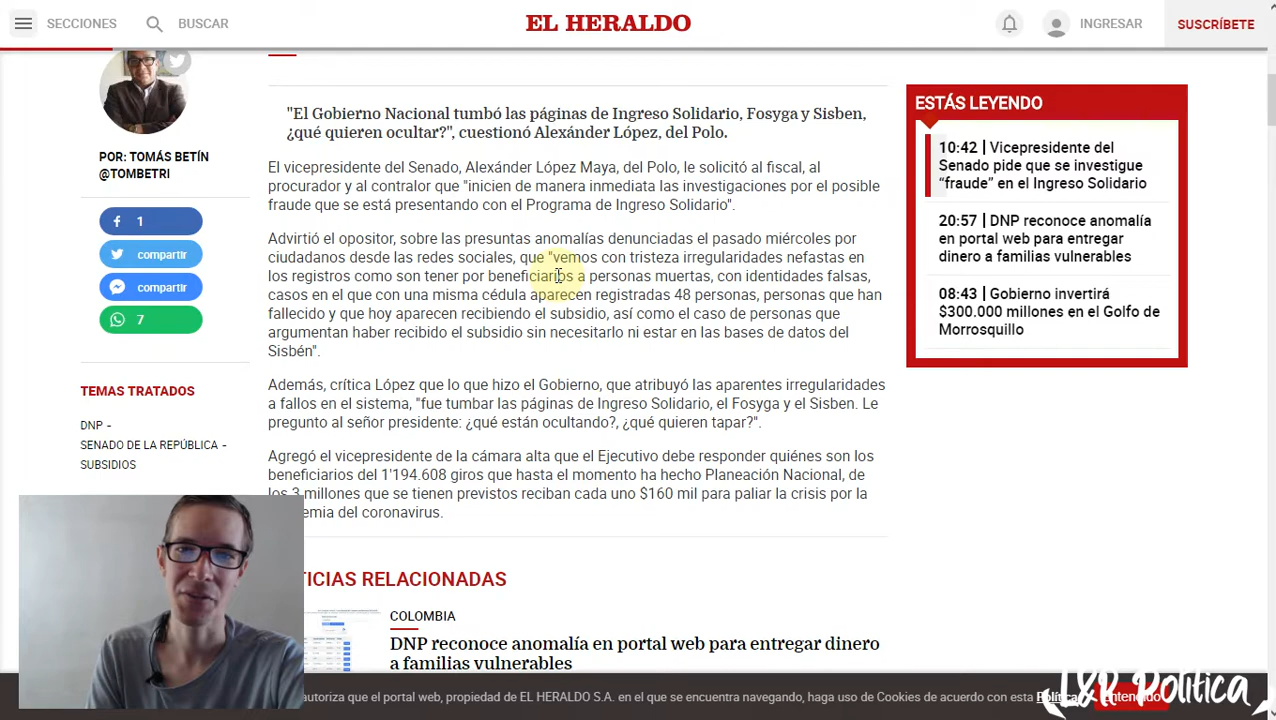 SECCIONES
BUSCAR
EL HERALDO
INGRESAR
SUSCRÍBETE
POR: TOMÁS BETÍN
@TOMBETRI
1
compartir
compartir
7
TEMAS TRATADOS
DNP -
SENADO DE LA REPÚBLICA -
SUBSIDIOS
"El Gobierno Nacional tumbó las páginas de Ingreso Solidario, Fosyga y Sisben,
¿qué quieren ocultar?", cuestionó Alexánder López, del Polo.
El vicepresidente del Senado, Alexánder López Maya, del Polo, le solicitó al fiscal, al
procurador y al contralor que "inicien de manera inmediata las investigaciones por el posible
fraude que se está presentando con el Programa de Ingreso Solidario".
Advirtió el opositor, sobre las presuntas anomalías denunciadas el pasado miércoles por
ciudadanos desde las redes sociales, que "vemos con tristeza irregularidades nefastas en
los registros como son tener por beneficiarios a personas muertas, con identidades falsas,
casos en el que con una misma cédula aparecen registradas 48 personas, personas que han
fallecido y que hoy aparecen recibiendo el subsidio, así como el caso de personas que
argumentan haber recibido el subsidio sin necesitarlo ni estar en las bases de datos del
Sisbén".
Además, crítica López que lo que hizo el Gobierno, que atribuyó las aparentes irregularidades
a fallos en el sistema, "fue tumbar las páginas de Ingreso Solidario, el Fosyga y el Sisben. Le
pregunto al señor presidente: ¿qué están ocultando?, ¿qué quieren tapar?".
Agregó el vicepresidente de la cámara alta que el Ejecutivo debe responder quiénes son los
beneficiarios del 1'194.608 giros que hasta el momento ha hecho Planeación Nacional, de
los 3 millones que se tienen previstos reciban cada uno $160 mil para paliar la crisis por la
emia del coronavirus.
TICIAS RELACIONADAS
COLOMBIA
DNP reconoce anomalía en portal web para entregar dinero
a familias vulnerables
ESTÁS LEYENDO
10:42 | Vicepresidente del
Senado pide que se investigue
“fraude” en el Ingreso Solidario
20:57 | DNP reconoce anomalía
en portal web para entregar
dinero a familias vulnerables
08:43 | Gobierno invertirá
$300.000 millones en el Golfo de
Morrosquillo
autoriza que el portal web, propiedad de EL HERALDO S.A. en el que se encuentra navegando, haga uso de Cookies de acuerdo con esta Política
Entendido
L&R Política